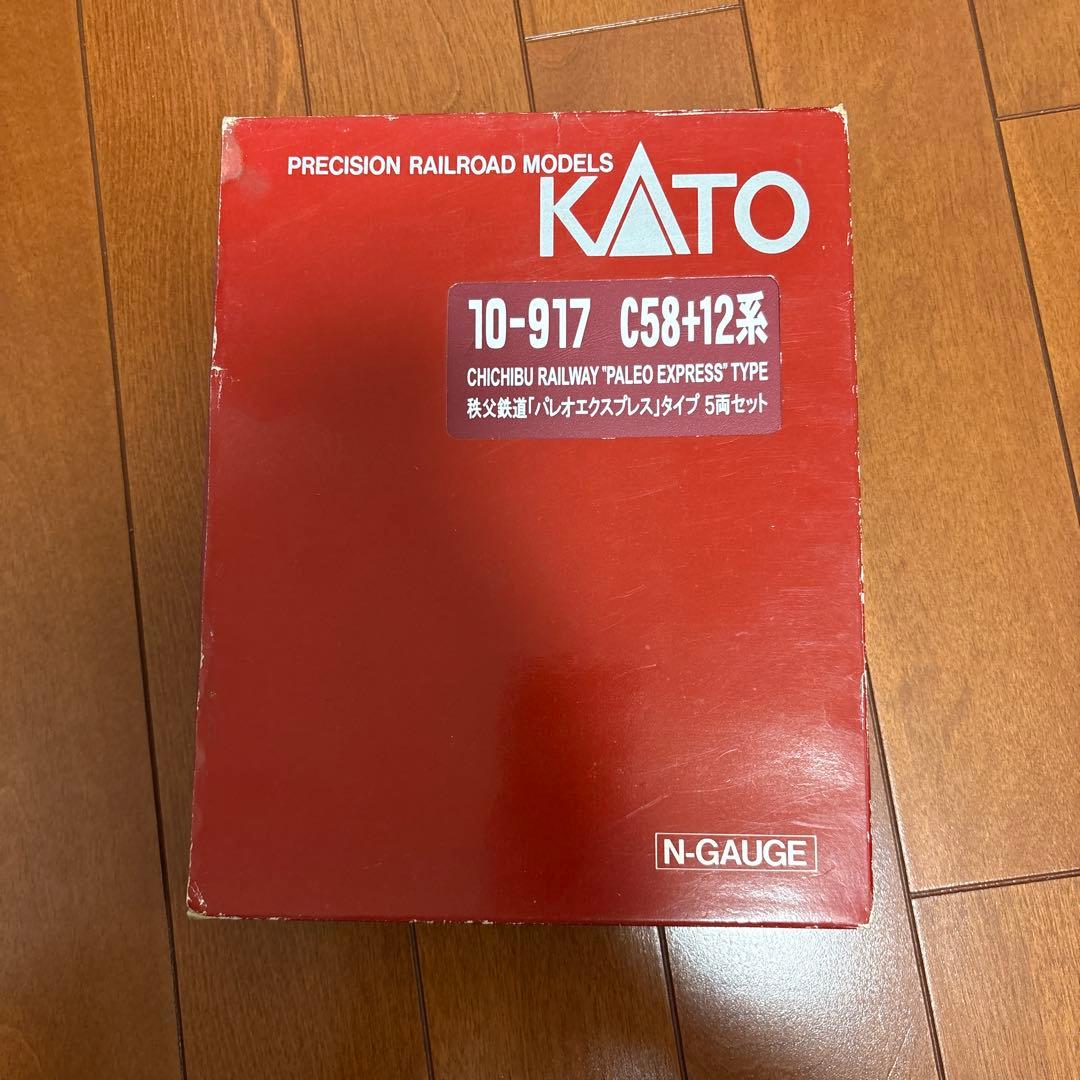 PRECISION RAILROAD MODELS
KATO
10-917 C58+12系
CHICHIBU RAILWAY "PALEO EXPRESS" TYPE
秩父鉄道「パレオエクスプレス」タイプ 5両セット
N-GAUGE